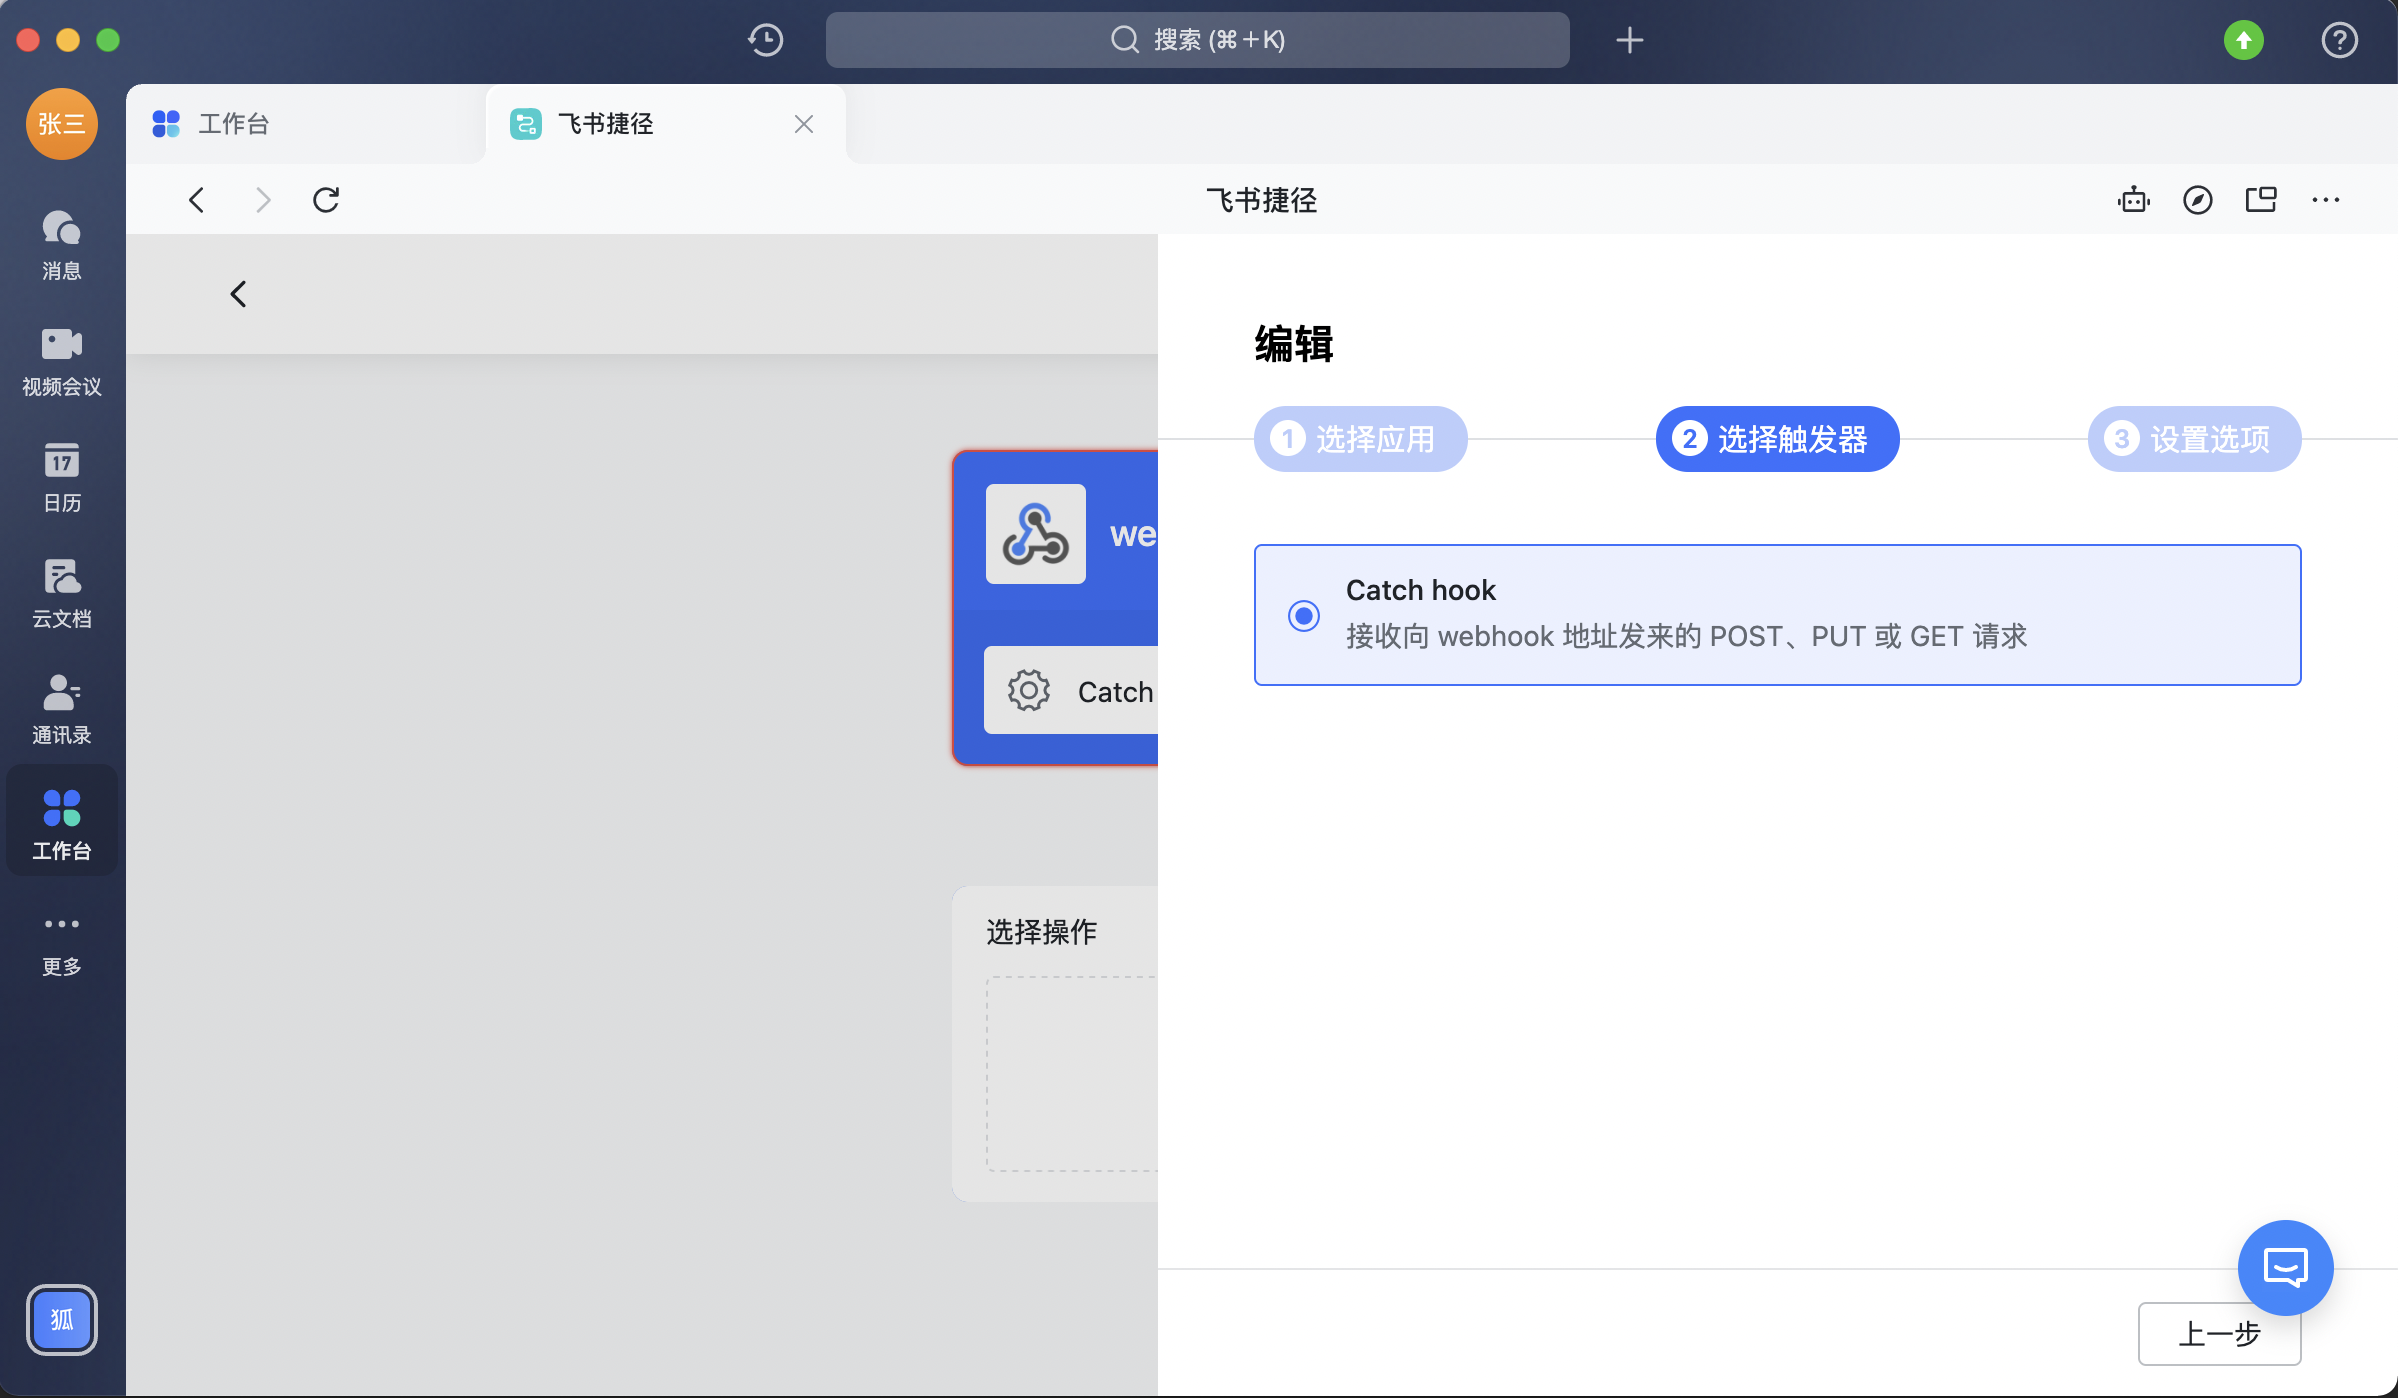 搜索 (⌘+K)
张三
工作台
飞书捷径
飞书捷径
消息
视频会议
17
日历
云文档
通讯录
工作台
更多
狐
we
Catch
选择操作
编辑
1 选择应用
2 选择触发器
3 设置选项
Catch hook
接收向 webhook 地址发来的 POST、PUT 或 GET 请求
上一步